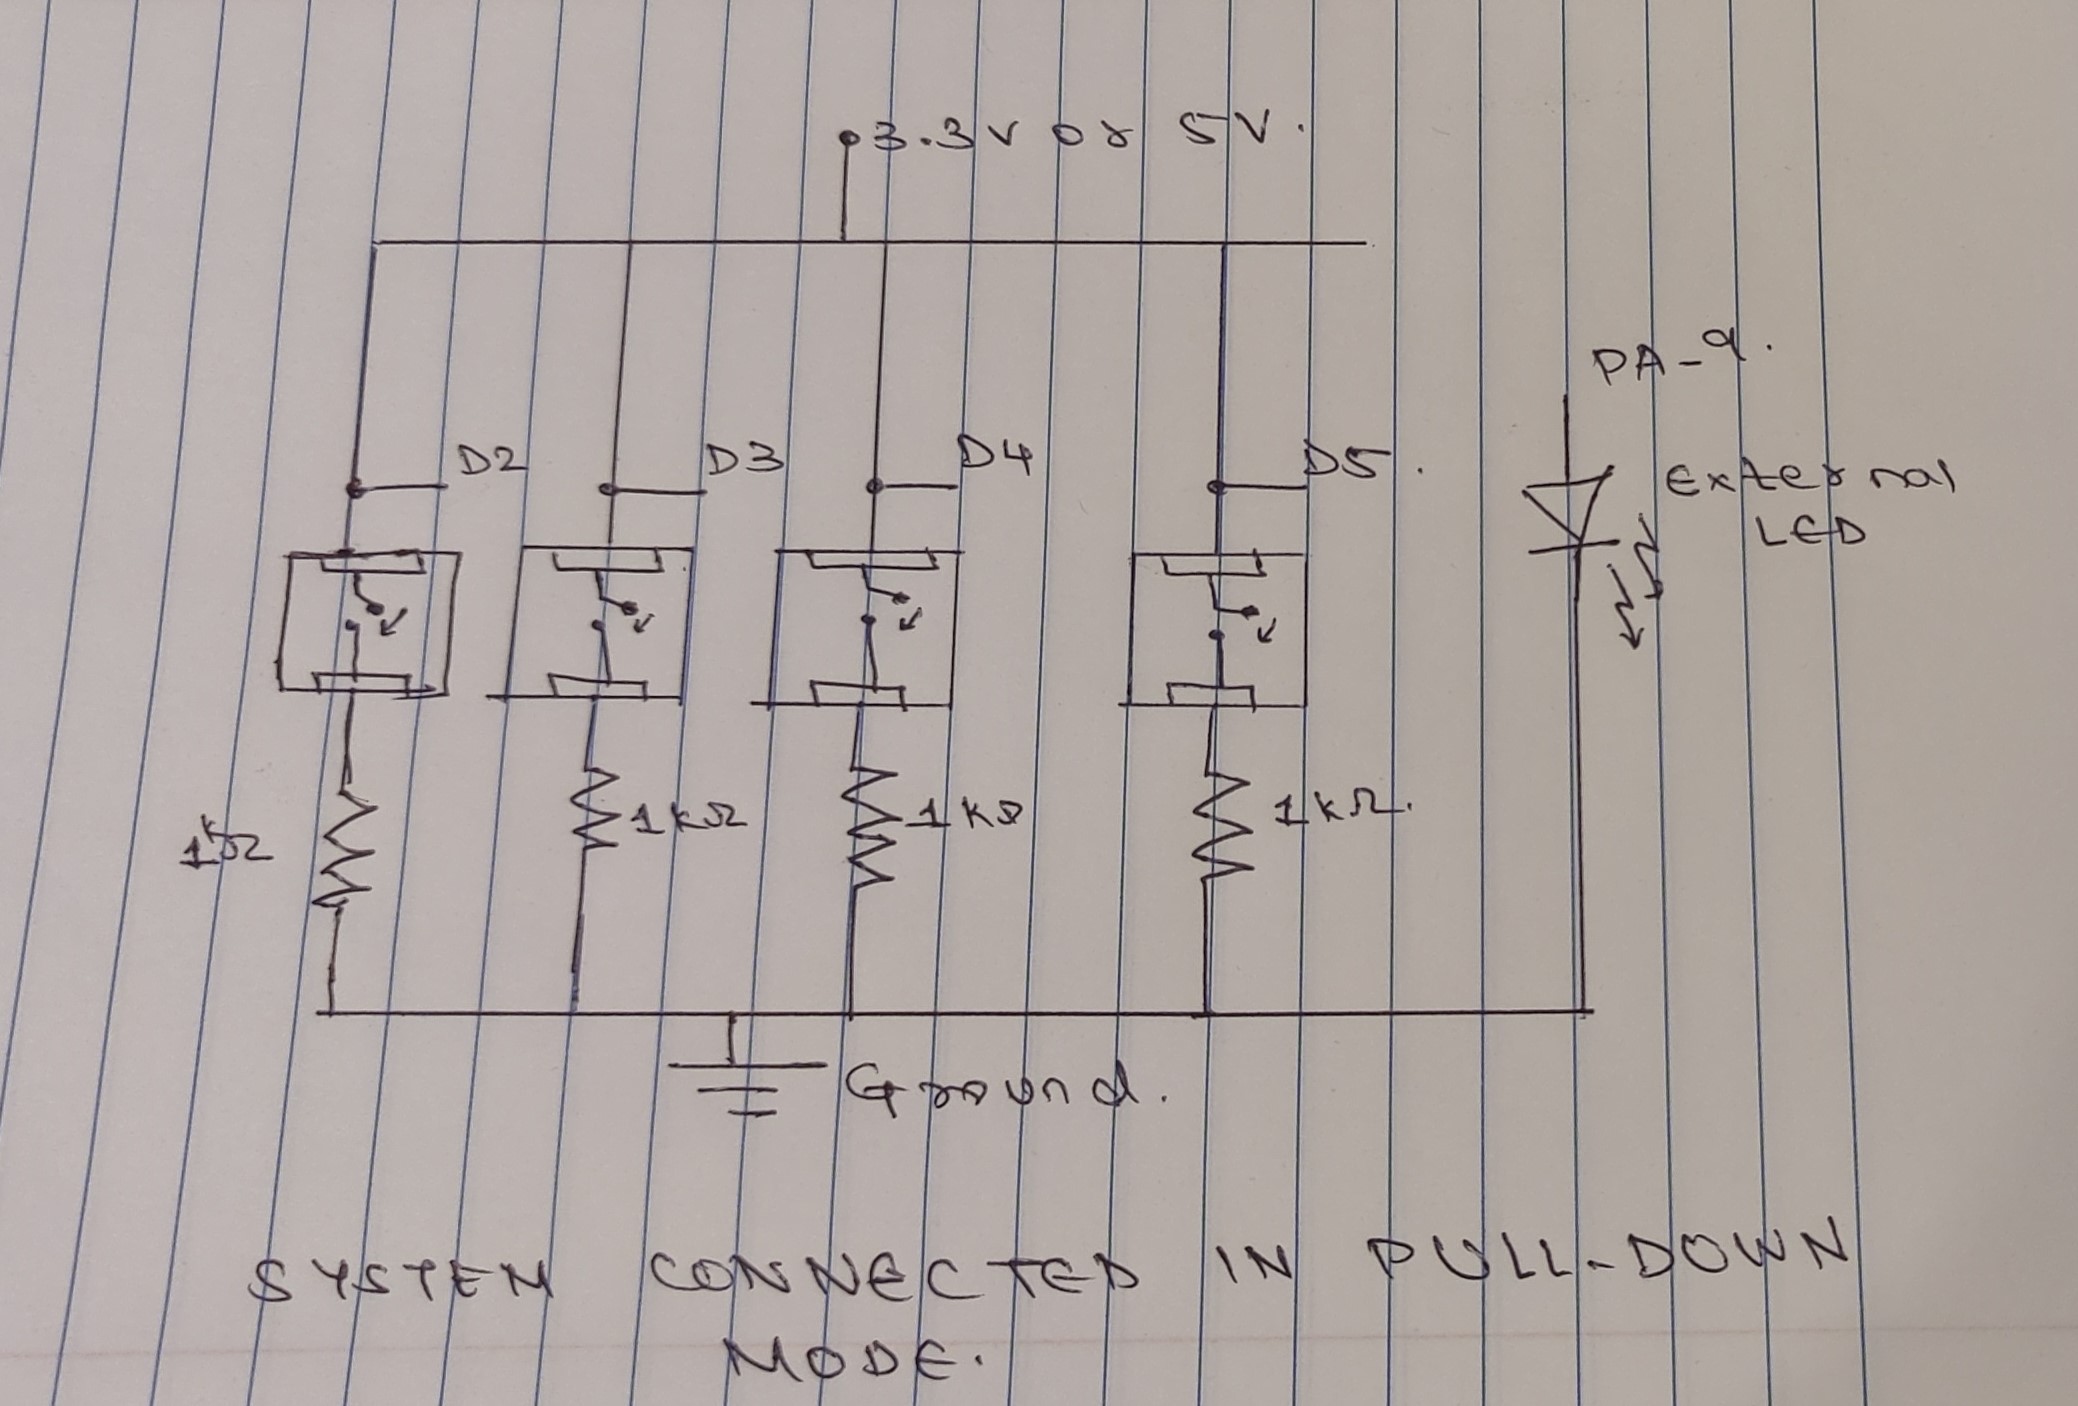 3.3V or 5V.
PA-9.
D2
D3
D4
D5.
External
LED
1kΩ
1kΩ
1kΩ
1kΩ.
Ground.
SYSTEM CONNECTED IN PULL-DOWN
MODE.